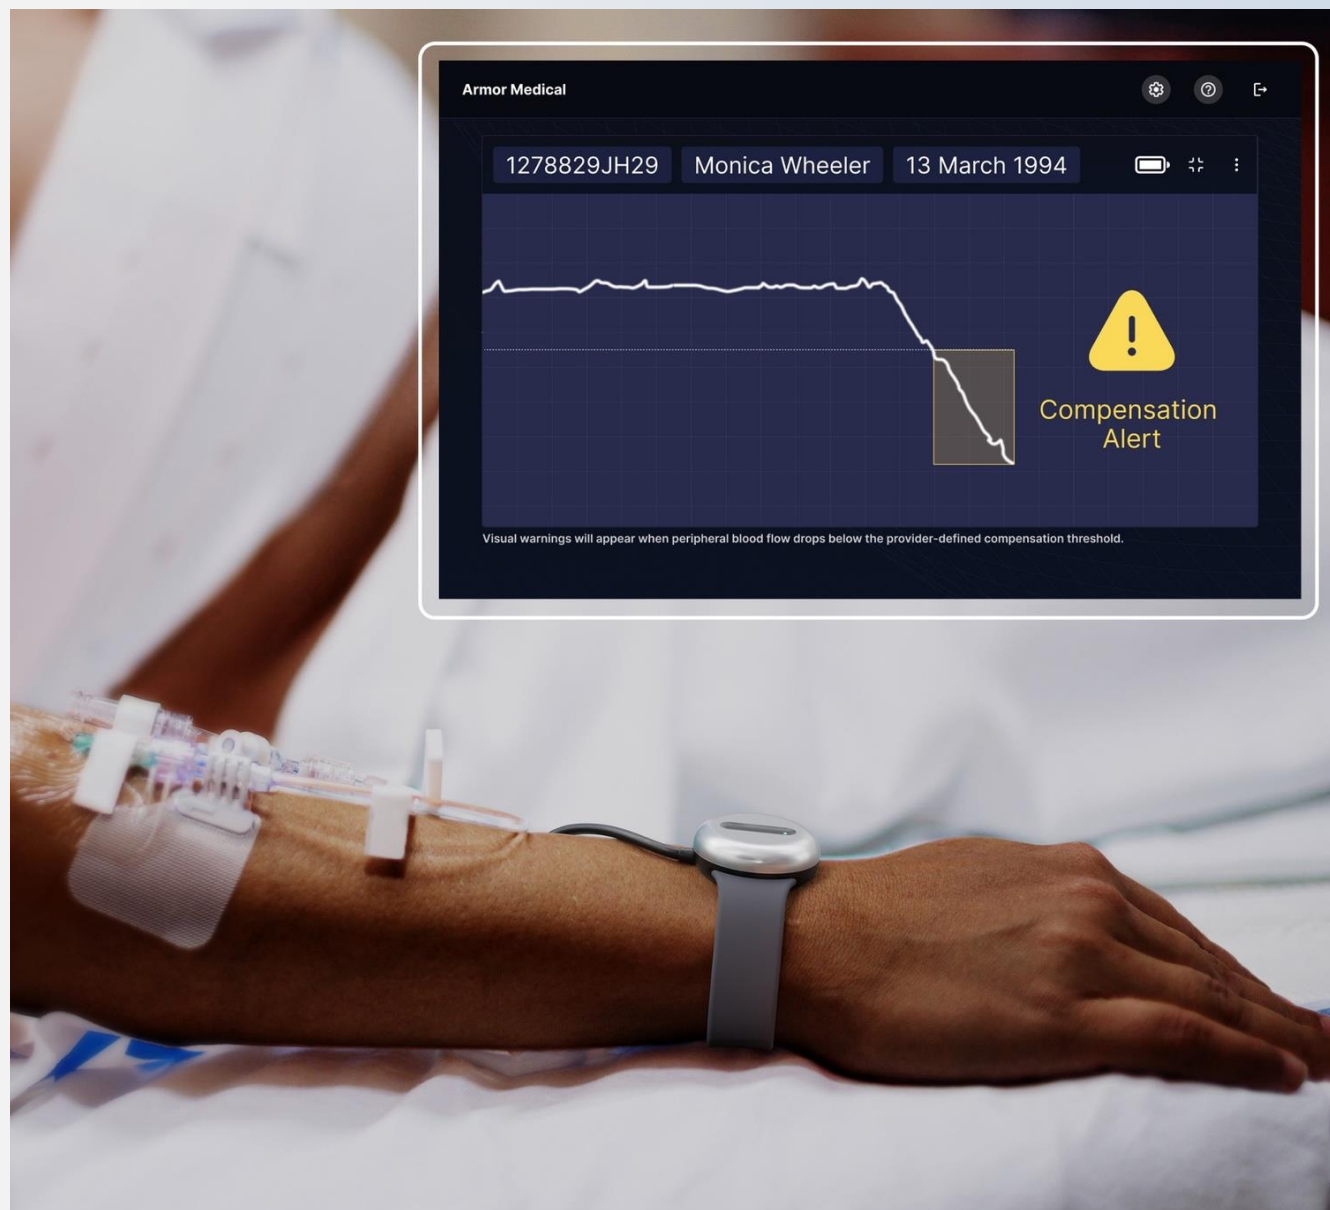 Armor Medical
1278829JH29 Monica Wheeler 13 March 1994
Compensation
Alert
Visual warnings will appear when peripheral blood flow drops below the provider-defined compensation threshold.